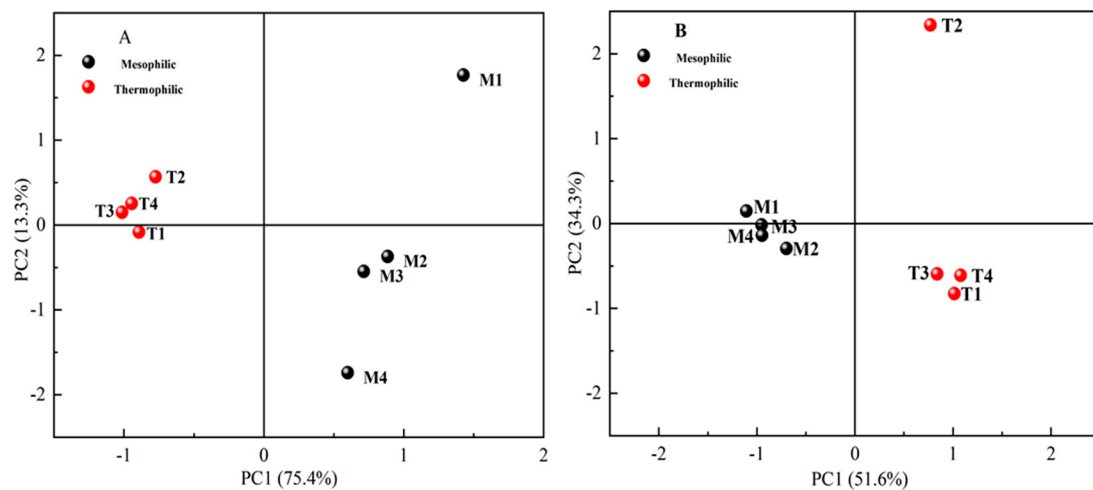 A
Mesophilic
Thermophilic
M1
T2
T4
T3
T1
M2
M3
M4
2
1
0
-1
-2
-1
0
1
2
PC2 (13.3%)
PC1 (75.4%)
B
Mesophilic
Thermophilic
T2
M1
M3
M4
M2
T3
T4
T1
2
1
0
-1
-2
-2
-1
0
1
2
PC2 (34.3%)
PC1 (51.6%)